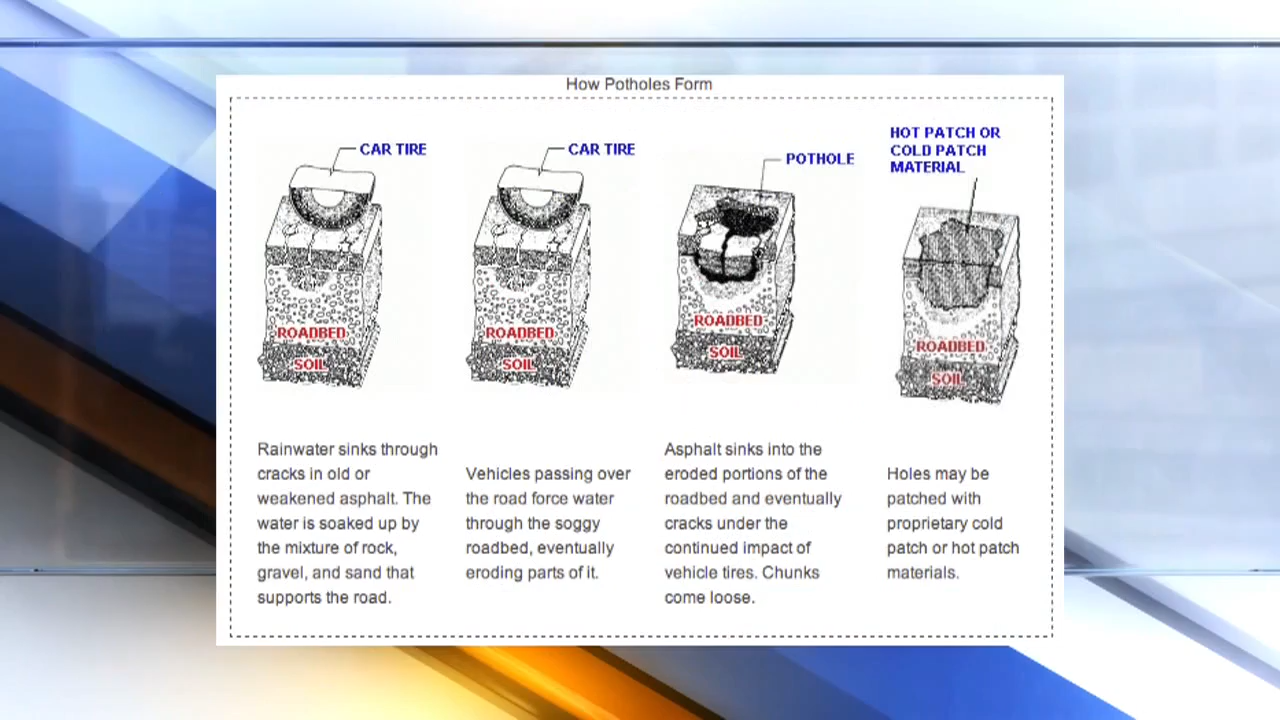 How Potholes Form
CAR TIRE
ROADBED
SOIL
Rainwater sinks through
cracks in old or
weakened asphalt. The
water is soaked up by
the mixture of rock,
gravel, and sand that
supports the road.
CAR TIRE
ROADBED
SOIL
Vehicles passing over
the road force water
through the soggy
roadbed, eventually
eroding parts of it.
POTHOLE
ROADBED
SOIL
Asphalt sinks into the
eroded portions of the
roadbed and eventually
cracks under the
continued impact of
vehicle tires. Chunks
come loose.
HOT PATCH OR
COLD PATCH
MATERIAL
ROADBED
SOIL
Holes may be
patched with
proprietary cold
patch or hot patch
materials.